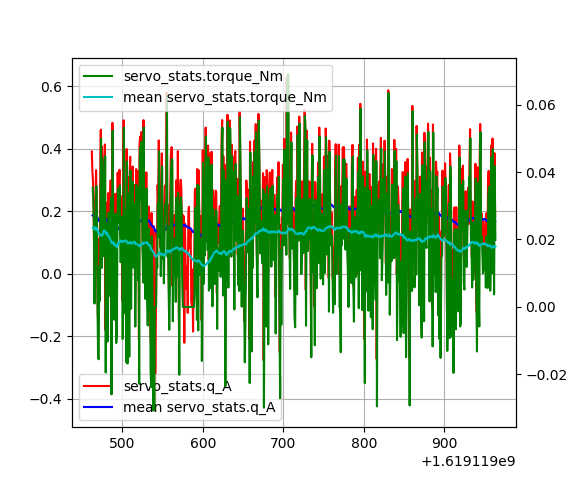 servo_stats.torque_Nm
mean servo_stats.torque_Nm
0.6
0.4
0.2
0.0
−0.2
−0.4
0.06
0.04
0.02
0.00
−0.02
servo_stats.q_A
mean servo_stats.q_A
500 600 700 800 900
+1.619119e9